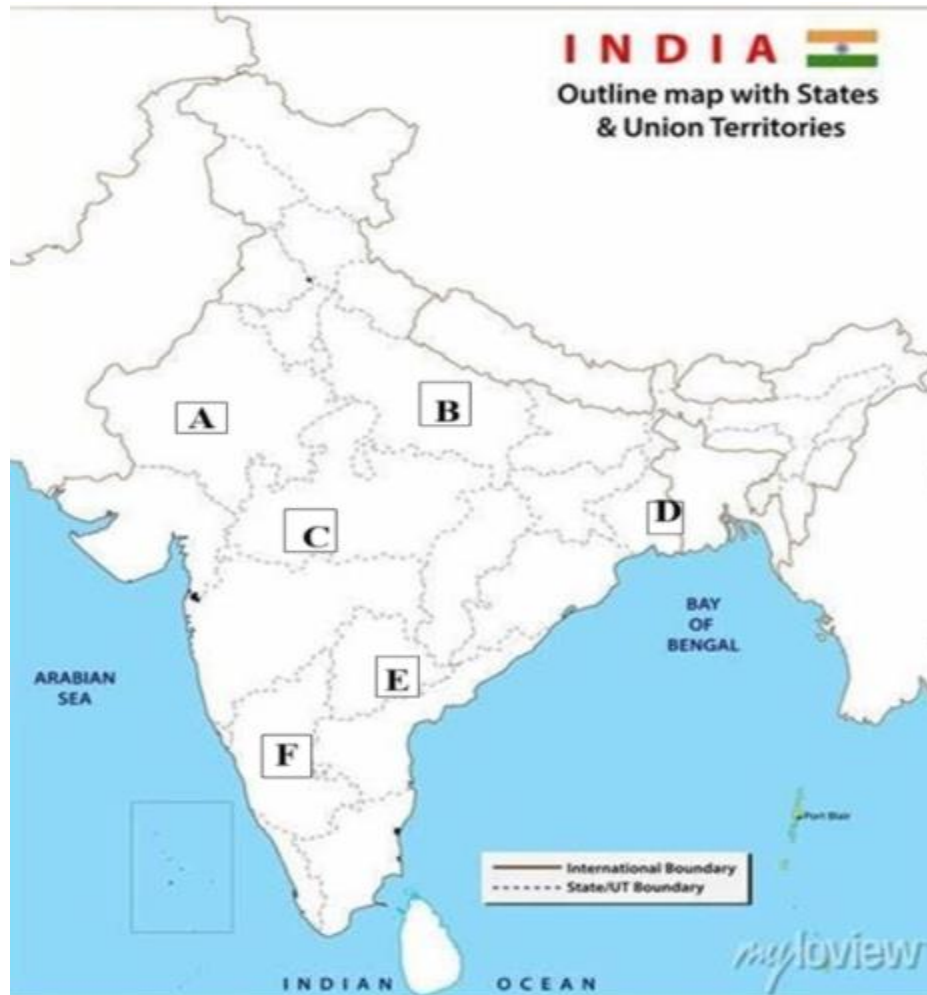 INDIA
Outline map with States
& Union Territories
A
B
C
D
E
F
BAY
OF
BENGAL
ARABIAN
SEA
Port Blair
International Boundary
State/UT Boundary
INDIAN OCEAN
myloview